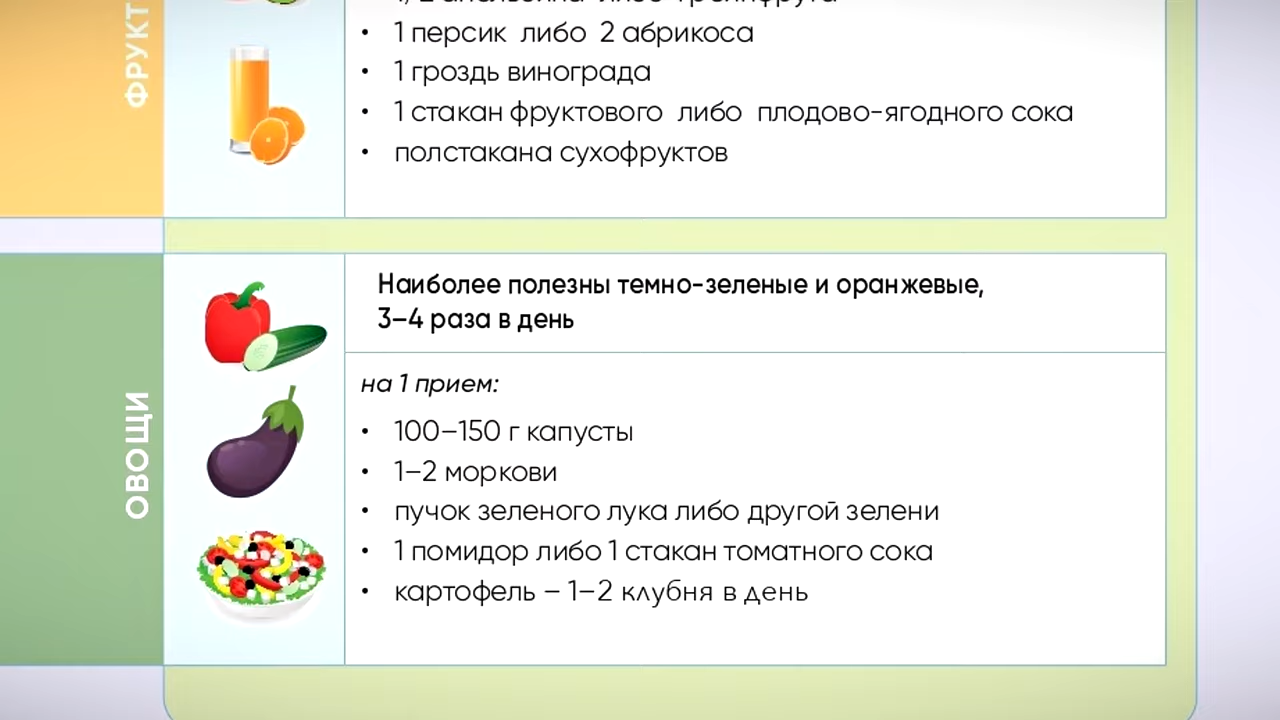 ФРУКТ
1 персик либо 2 абрикоса
1 гроздь винограда
1 стакан фруктового либо плодово-ягодного сока
полстакана сухофруктов
ОВОЩИ
Наиболее полезны темно-зеленые и оранжевые,
3–4 раза в день
на 1 прием:
100–150 г капусты
1–2 моркови
пучок зеленого лука либо другой зелени
1 помидор либо 1 стакан томатного сока
картофель – 1–2 клубня в день